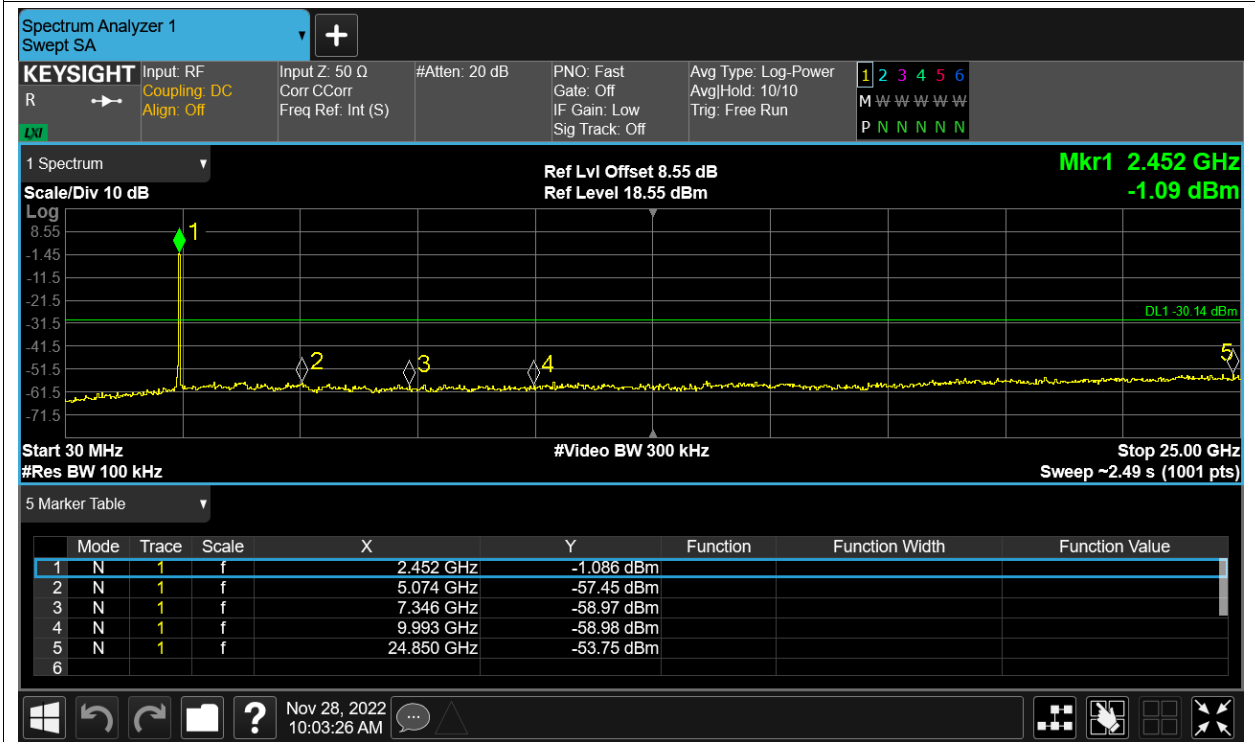 Spectrum Analyzer 1
Swept SA
+
KEYSIGHT Input: RF Input Z: 50 Ω #Atten: 20 dB PNO: Fast Avg Type: Log-Power 1 2 3 4 5 6
R Coupling: DC Corr CCorr Gate: Off Avg|Hold: 10/10 M W W W W W
Align: Off Freq Ref: Int (S) IF Gain: Low Trig: Free Run
LXI Sig Track: Off P N N N N N
1 Spectrum Ref Lvl Offset 8.55 dB Mkr1 2.452 GHz
Scale/Div 10 dB Ref Level 18.55 dBm -1.09 dBm
Log
8.55 1
-1.45
-11.5
-21.5
DL1 -30.14 dBm
-31.5
-41.5
2 3 4 5
-51.5
-61.5
-71.5
Start 30 MHz #Video BW 300 kHz Stop 25.00 GHz
#Res BW 100 kHz Sweep ~2.49 s (1001 pts)
5 Marker Table
Mode Trace Scale X Y Function Function Width Function Value
1 N 1 f 2.452 GHz -1.086 dBm
2 N 1 f 5.074 GHz -57.45 dBm
3 N 1 f 7.346 GHz -58.97 dBm
4 N 1 f 9.993 GHz -58.98 dBm
5 N 1 f 24.850 GHz -53.75 dBm
6
? Nov 28, 2022
10:03:26 AM